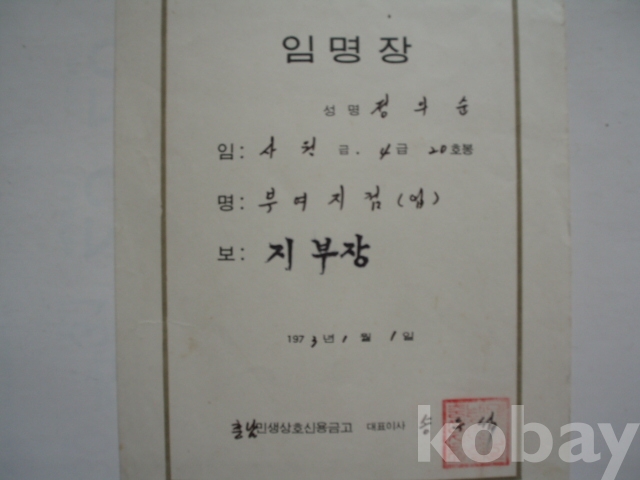 임명장
성명 정의순
임: 사원 금. 4급 20호봉
명: 부여지점(업)
보: 지부장
1973년 1월 1일
충남민생상호신용금고 대표이사
kobay